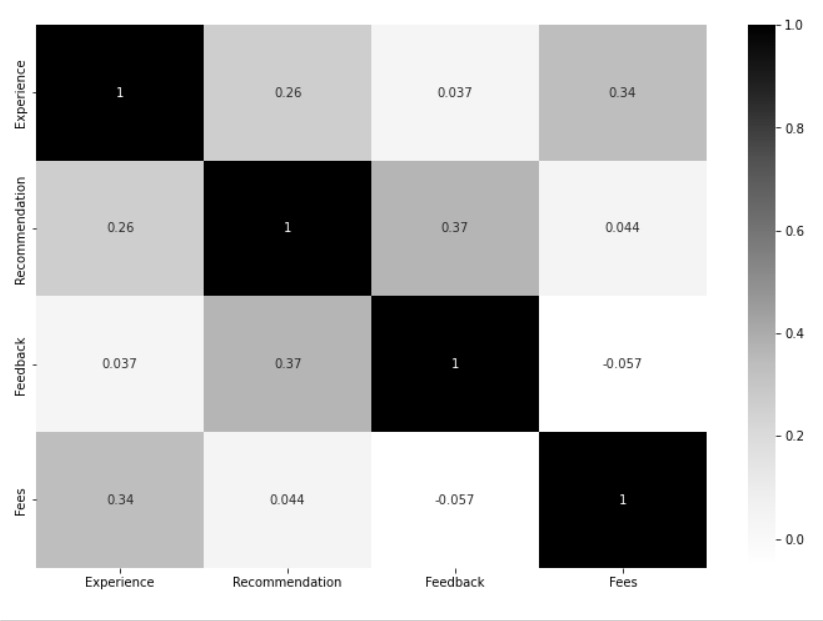 1.0
Experience 1 0.26 0.037 0.34
0.8
Recommendation 0.26 1 0.37 0.044
0.6
0.4
Feedback 0.037 0.37 1 -0.057
0.2
Fees 0.34 0.044 -0.057 1
0.0
Experience Recommendation Feedback Fees